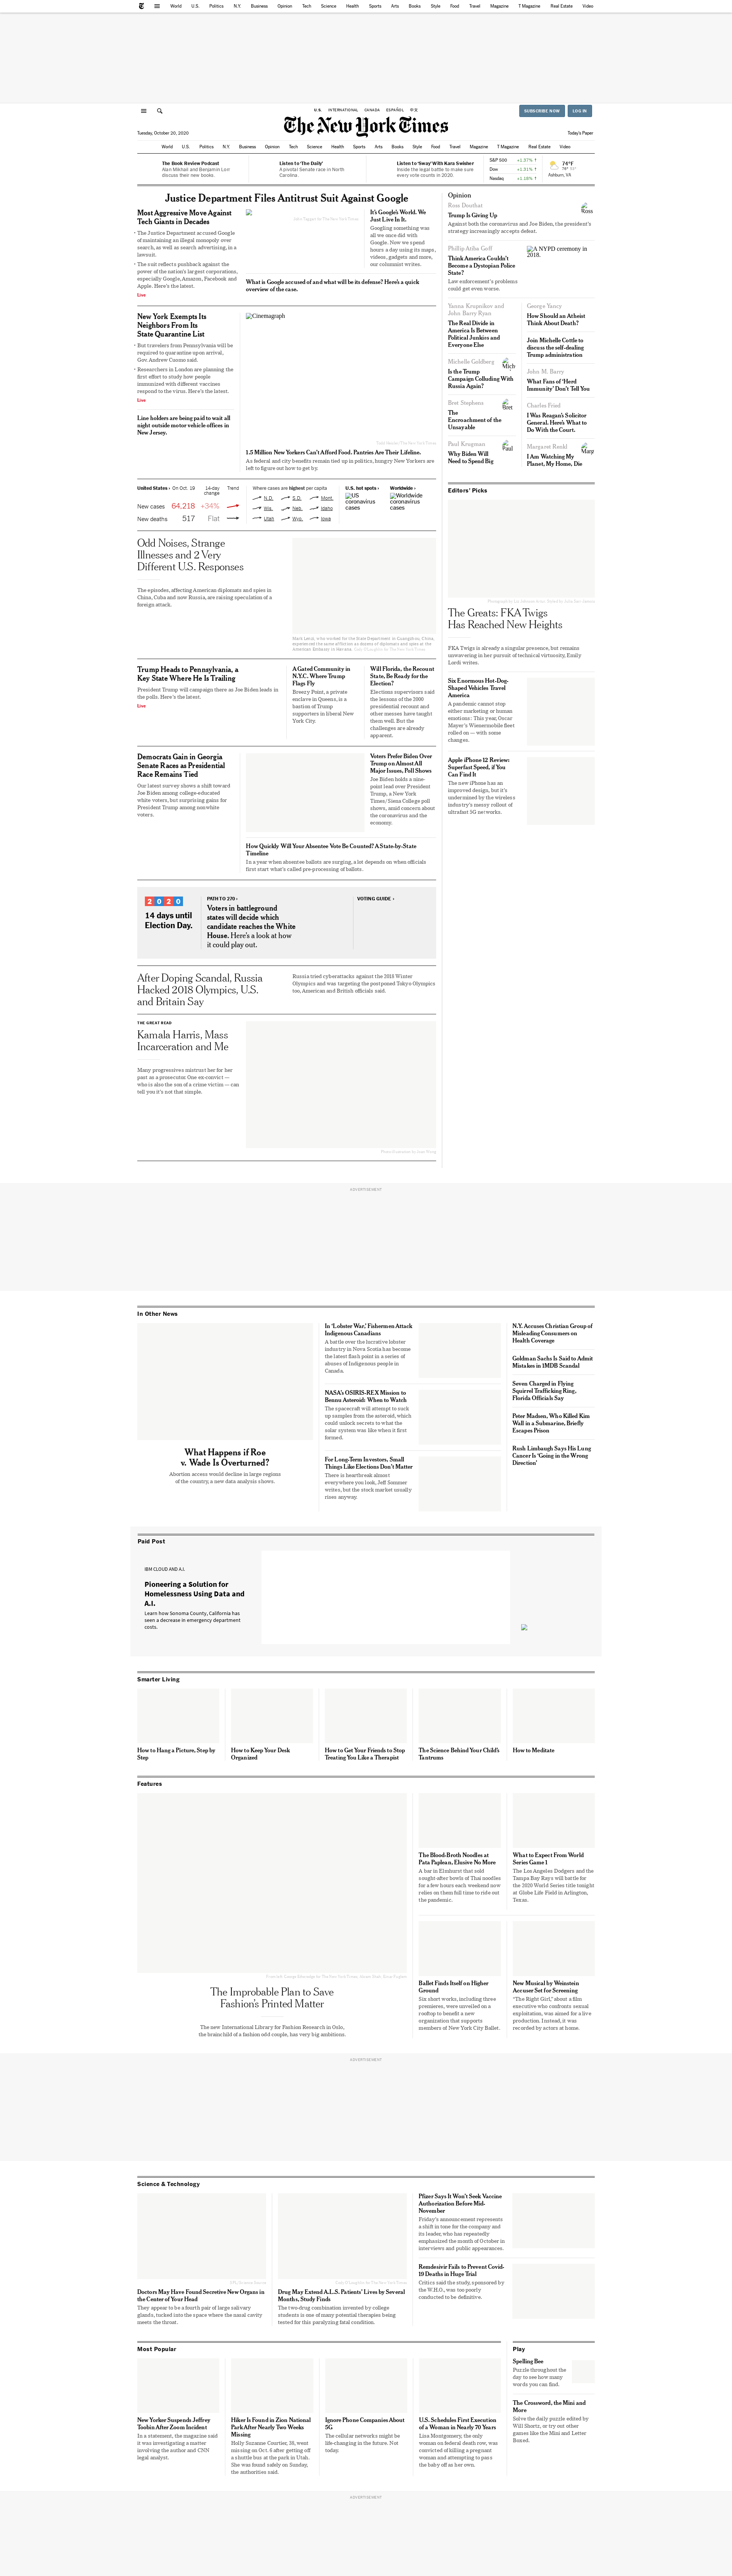 World U.S. Politics N.Y. Business Opinion Tech Science Health Sports Arts Books Style Food Travel Magazine T Magazine Real Estate Video
U.S. INTERNATIONAL CANADA ESPAÑOL 中文
SUBSCRIBE NOW LOG IN
The New York Times
Tuesday, October 20, 2020
Today's Paper
World U.S. Politics N.Y. Business Opinion Tech Science Health Sports Arts Books Style Food Travel Magazine T Magazine Real Estate Video
The Book Review Podcast
Alex Michael and Benjamin Lorr
discuss their new books.
Listen to 'The Daily'
A pivotal Senate race in North
Carolina.
Listen to 'Sway' With Kara Swisher
Inside the legal battle to make sure
every vote counts in 2020.
S&P 500 +1.37% ↑
Dow +1.31% ↑
Nasdaq +1.18% ↑
74°F
Ashburn, VA
Justice Department Files Antitrust Suit Against Google
Most Aggressive Move Against
Tech Giants in Decades
• The Justice Department accused Google
of maintaining an illegal monopoly over
search, as well as search advertising, in a
lawsuit.
• The suit reflects pushback against the
power of the nation's largest corporations,
especially Google, Amazon, Facebook and
Apple. Here's the latest.
Live
It's Google's World. We
Just Live In It.
Googling something was
all we once did with
Google. Now we spend
hours a day using its maps,
videos, gadgets and more,
our columnist writes.
What is Google accused of and what will be its defense? Here's a quick
overview of the case.
New York Exempts Its
Neighbors From Its
State Quarantine List
• But travelers from Pennsylvania will be
required to quarantine upon arrival,
Gov. Andrew Cuomo said.
• Researchers in London are planning the
first effort to study how people
immunized with different vaccines
respond to the virus. Here's the latest.
Live
Line holders are being paid to wait all
night outside motor vehicle offices in
New Jersey.
Cinemagraph
1.5 Million New Yorkers Can't Afford Food. Pantries Are Their Lifeline.
As federal and city benefits remain tied up in politics, hungry New Yorkers are
left to figure out how to get by.
United States › On Oct. 19 14-day
change Trend
New cases 64,218 +34%
New deaths 517 Flat
Where cases are highest per capita
N.D. S.D. Mont.
Wis. Neb. Idaho
Utah Wyo. Iowa
U.S. hot spots ›
US
coronavirus
cases
Worldwide ›
Worldwide
coronavirus
cases
Odd Noises, Strange
Illnesses and 2 Very
Different U.S. Responses
The episodes, affecting American diplomats and spies in
China, Cuba and now Russia, are raising speculation of a
foreign attack.
Mark Lenzi, who worked for the State Department in Guangzhou, China,
experienced the same affliction as dozens of diplomats and spies at the
American Embassy in Havana.
Trump Heads to Pennsylvania, a
Key State Where He Is Trailing
President Trump will campaign there as Joe Biden leads in
the polls. Here's the latest.
Live
A Gated Community in
N.Y.C. Where Trump
Flags Fly
Breezy Point, a private
enclave in Queens, is a
bastion of Trump
supporters in liberal New
York City.
Will Florida, the Recount
State, Be Ready for the
Election?
Elections supervisors said
the lessons of the 2000
presidential recount and
other messes have taught
them well. But the
challenges are already
apparent.
Democrats Gain in Georgia
Senate Races as Presidential
Race Remains Tied
Our latest survey shows a shift toward
Joe Biden among college-educated
white voters, but surprising gains for
President Trump among nonwhite
voters.
Voters Prefer Biden Over
Trump on Almost All
Major Issues, Poll Shows
Joe Biden holds a nine-
point lead over President
Trump, a New York
Times/Siena College poll
shows, amid concern about
the coronavirus and the
economy.
How Quickly Will Your Absentee Vote Be Counted? A State-by-State
Timeline
In a year when absentee ballots are surging, a lot depends on when officials
first start what's called pre-processing of ballots.
2020
14 days until
Election Day.
PATH TO 270 ›
Voters in battleground
states will decide which
candidate reaches the White
House. Here's a look at how
it could play out.
VOTING GUIDE ›
After Doping Scandal, Russia
Hacked 2018 Olympics, U.S.
and Britain Say
Russia tried cyberattacks against the 2018 Winter
Olympics and was targeting the postponed Tokyo Olympics
too, American and British officials said.
THE GREAT READ
Kamala Harris, Mass
Incarceration and Me
Many progressives mistrust her for her
past as a prosecutor. One ex-convict —
who is also the son of a crime victim — can
tell you it's not that simple.
Opinion
Ross Douthat
Trump Is Giving Up
Against both the coronavirus and Joe Biden, the president's
strategy increasingly accepts defeat.
Phillip Atiba Goff
Think America Couldn't
Become a Dystopian Police
State?
Law enforcement's problems
could get even worse.
A NYPD ceremony in
2018.
Yanna Krupnikov and
John Barry Ryan
The Real Divide in
America Is Between
Political Junkies and
Everyone Else
Michelle Goldberg
Is the Trump
Campaign Colluding With
Russia Again?
Bret Stephens
The
Encroachment of the
Unsayable
Paul Krugman
Why Biden Will
Need to Spend Big
George Yancy
How Should an Atheist
Think About Death?
Join Michelle Cottle to
discuss the self-dealing
Trump administration
John M. Barry
What Fans of 'Herd
Immunity' Don't Tell You
Charles Fried
I Was Reagan's Solicitor
General. Here's What to
Do With the Court.
Margaret Renkl
I Am Watching My
Planet, My Home, Die
Editors' Picks
The Greats: FKA Twigs
Has Reached New Heights
FKA Twigs is already a singular presence, but remains
unwavering in her pursuit of technical virtuosity, Emily
Lordi writes.
Six Enormous Hot-Dog-
Shaped Vehicles Travel
America
A pandemic cannot stop
either marketing or human
emotions: This year, Oscar
Mayer's Wienermobile fleet
rolled on — with some
changes.
Apple iPhone 12 Review:
Superfast Speed, if You
Can Find It
The new iPhone has an
improved design, but it's
undermined by the wireless
industry's messy rollout of
ultrafast 5G networks.
ADVERTISEMENT
In Other News
What Happens if Roe
v. Wade Is Overturned?
Abortion access would decline in large regions
of the country, a new data analysis shows.
In 'Lobster War,' Fishermen Attack
Indigenous Canadians
A battle over the lucrative lobster
industry in Nova Scotia has become
the latest flash point in a series of
abuses of Indigenous people in
Canada.
NASA's OSIRIS-REX Mission to
Bennu Asteroid: When to Watch
The spacecraft will attempt to suck
up samples from the asteroid, which
could unlock secrets to what the
solar system was like when it first
formed.
For Long-Term Investors, Small
Things Like Elections Don't Matter
There is heartbreak almost
everywhere you look, Jeff Sommer
writes, but the stock market usually
rises anyway.
N.Y. Accuses Christian Group of
Misleading Consumers on
Health Coverage
Goldman Sachs Is Said to Admit
Mistakes in 1MDB Scandal
Seven Charged in Flying
Squirrel Trafficking Ring,
Florida Officials Say
Peter Madsen, Who Killed Kim
Wall in a Submarine, Briefly
Escapes Prison
Rush Limbaugh Says His Lung
Cancer Is 'Going in the Wrong
Direction'
Paid Post
IBM CLOUD AND A.I.
Pioneering a Solution for
Homelessness Using Data and
A.I.
Learn how Sonoma County, California has
seen a decrease in emergency department
costs.
Smarter Living
How to Hang a Picture, Step by
Step
How to Keep Your Desk
Organized
How to Get Your Friends to Stop
Treating You Like a Therapist
The Science Behind Your Child's
Tantrums
How to Meditate
Features
The Improbable Plan to Save
Fashion's Printed Matter
The new International Library for Fashion Research in Oslo,
the brainchild of a fashion odd couple, has very big ambitions.
The Blood-Broth Noodles at
Pata Paplean, Elusive No More
A bar in Elmhurst that sold
sought-after bowls of Thai noodles
for a few hours each weekend now
relies on them full time to ride out
the pandemic.
What to Expect From World
Series Game 1
The Los Angeles Dodgers and the
Tampa Bay Rays will battle for
the 2020 World Series title tonight
at Globe Life Field in Arlington,
Texas.
Ballet Finds Itself on Higher
Ground
Six short works, including three
premieres, were unveiled on a
rooftop to benefit a new
organization that supports
members of New York City Ballet.
New Musical by Weinstein
Accuser Set for Screening
"The Right Girl," about a film
executive who confronts sexual
exploitation, was aimed for a live
production. Instead, it was
recorded by actors at home.
ADVERTISEMENT
Science & Technology
Doctors May Have Found Secretive New Organs in
the Center of Your Head
They appear to be a fourth pair of large salivary
glands, tucked into the space where the nasal cavity
meets the throat.
Drug May Extend A.L.S. Patients' Lives by Several
Months, Study Finds
The two-drug combination invented by college
students is one of many potential therapies being
tested for this paralyzing fatal condition.
Pfizer Says It Won't Seek Vaccine
Authorization Before Mid-
November
Friday's announcement represents
a shift in tone for the company and
its leader, who has repeatedly
emphasized the month of October in
interviews and public appearances.
Remdesivir Fails to Prevent Covid-
19 Deaths in Huge Trial
Critics said the study, sponsored by
the W.H.O., was too poorly
conducted to be definitive.
Most Popular
New Yorker Suspends Jeffrey
Toobin After Zoom Incident
In a statement, the magazine said
it was investigating a matter
involving the author and CNN
legal analyst.
Hiker Is Found in Zion National
Park After Nearly Two Weeks
Missing
Holly Suzanne Courtier, 38, went
missing on Oct. 6 after getting off
a shuttle bus at the park in Utah.
She was found safely on Sunday,
the authorities said.
Ignore Phone Companies About
5G
The cellular networks might be
life-changing in the future. Not
today.
U.S. Schedules First Execution
of a Woman in Nearly 70 Years
Lisa Montgomery, the only
woman on federal death row, was
convicted of killing a pregnant
woman and attempting to pass
the baby off as her own.
Play
Spelling Bee
Puzzle throughout the
day to see how many
words you can find.
The Crossword, the Mini and
More
Solve the daily puzzle edited by
Will Shortz, or try out other
games like the Mini and Letter
Boxed.
ADVERTISEMENT